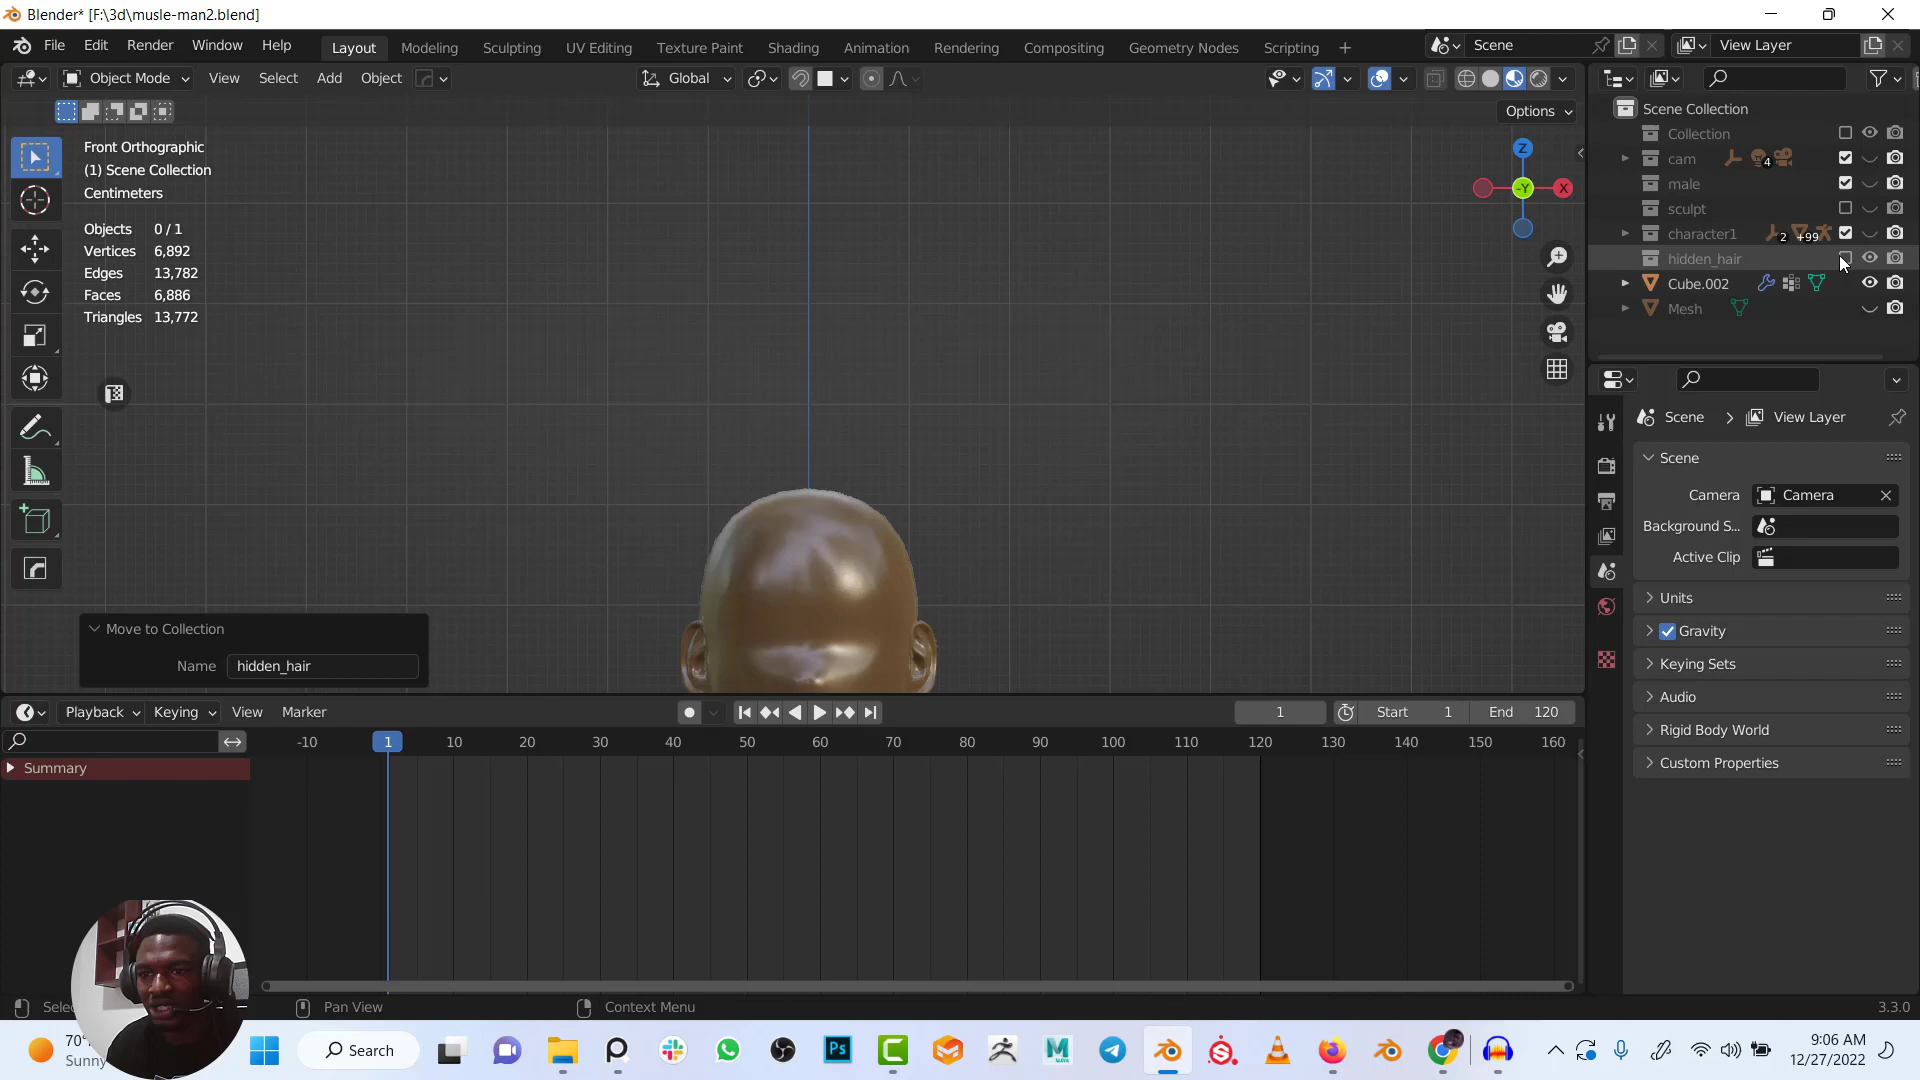 Blender* [F:\3d\musle-man2.blend]
File Edit Render Window Help Layout Modeling Sculpting UV Editing Texture Paint Shading Animation Rendering Compositing Geometry Nodes Scripting + Scene View Layer
Object Mode View Select Add Object Global
Options
Front Orthographic
(1) Scene Collection
Centimeters
Objects 0 / 1
Vertices 6,892
Edges 13,782
Faces 6,886
Triangles 13,772
Z
-Y
X
Scene Collection
Collection
cam 4
male
sculpt
character1 2 +99
hidden_hair
Cube.002
Mesh
Scene > View Layer
Scene
Camera Camera
Background S...
Active Clip
Units
Gravity
Keying Sets
Audio
Rigid Body World
Custom Properties
Move to Collection
Name hidden_hair
Playback Keying View Marker 1 Start 1 End 120
-10 1 10 20 30 40 50 60 70 80 90 100 110 120 130 140 150 160
Summary
Pan View
Context Menu
3.3.0
Sunny
Search
Ps
9:06 AM
12/27/2022